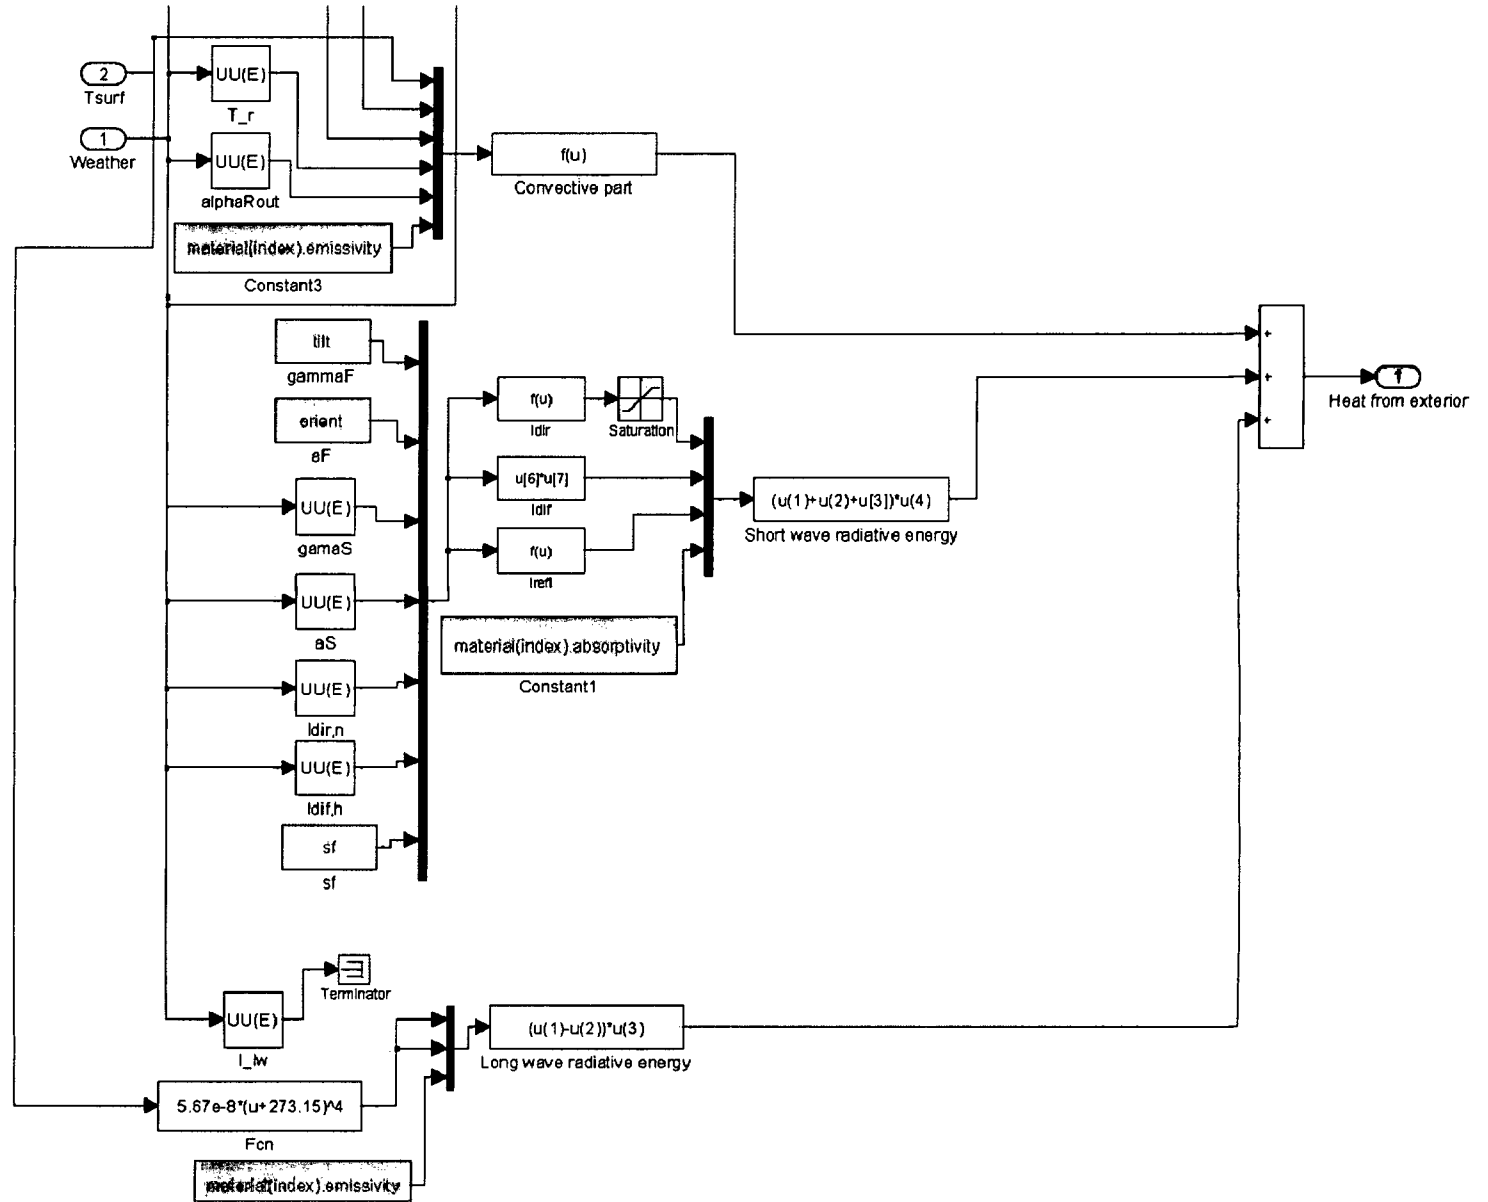 2
Tsurf
UU(E)
T_r
1
Weather
UU(E)
alphaRout
f(u)
Convective part
material(index).emissivity
Constant3
tilt
gammaF
orient
aF
UU(E)
gamaS
UU(E)
aS
UU(E)
Idir,n
UU(E)
Idif,h
sf
sf
f(u)
Idir
Saturation
u[6]*u[7]
Idif
f(u)
Irefl
material(index).absorptivity
Constant1
(u(1)+u(2)+u[3])*u(4)
Short wave radiative energy
+
+
+
1
Heat from exterior
UU(E)
I_lw
Terminator
(u(1)-u(2))*u(3)
Long wave radiative energy
5.67e-8*(u+273.15)^4
Fcn
material(index).emissivity